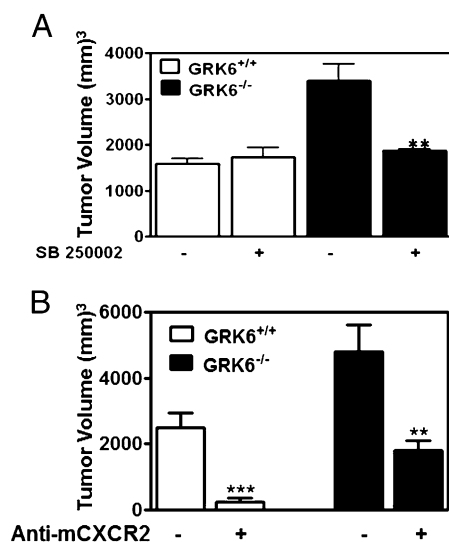 A
Tumor Volume (mm)³
4000
3000
2000
1000
0
GRK6+/+
GRK6-/-
**
SB 250002 - + - +
B
Tumor Volume (mm)³
6000
4000
2000
0
GRK6+/+
GRK6-/-
***
**
Anti-mCXCR2 - + - +